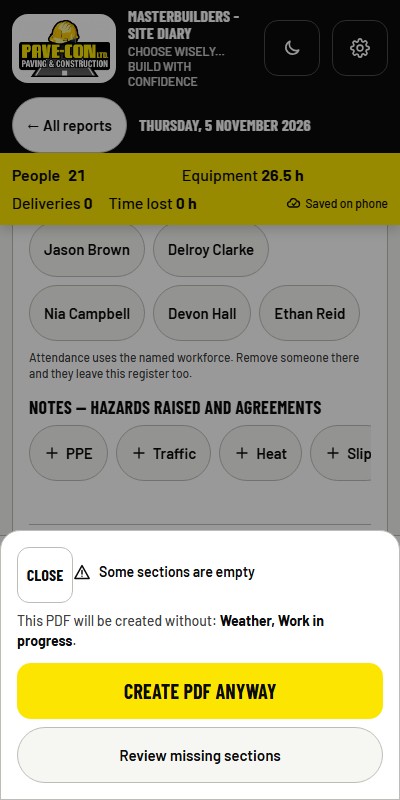 PAVE-CON LTD.
PAVING & CONSTRUCTION
MASTERBUILDERS -
SITE DIARY
CHOOSE WISELY...
BUILD WITH
CONFIDENCE
← All reports
THURSDAY, 5 NOVEMBER 2026
People 21
Equipment 26.5 h
Deliveries 0
Time lost 0 h
Saved on phone
Jason Brown
Delroy Clarke
Nia Campbell
Devon Hall
Ethan Reid
Attendance uses the named workforce. Remove someone there
and they leave this register too.
NOTES — HAZARDS RAISED AND AGREEMENTS
+ PPE
+ Traffic
+ Heat
+ Slip
CLOSE
Some sections are empty
This PDF will be created without: Weather, Work in
progress.
CREATE PDF ANYWAY
Review missing sections